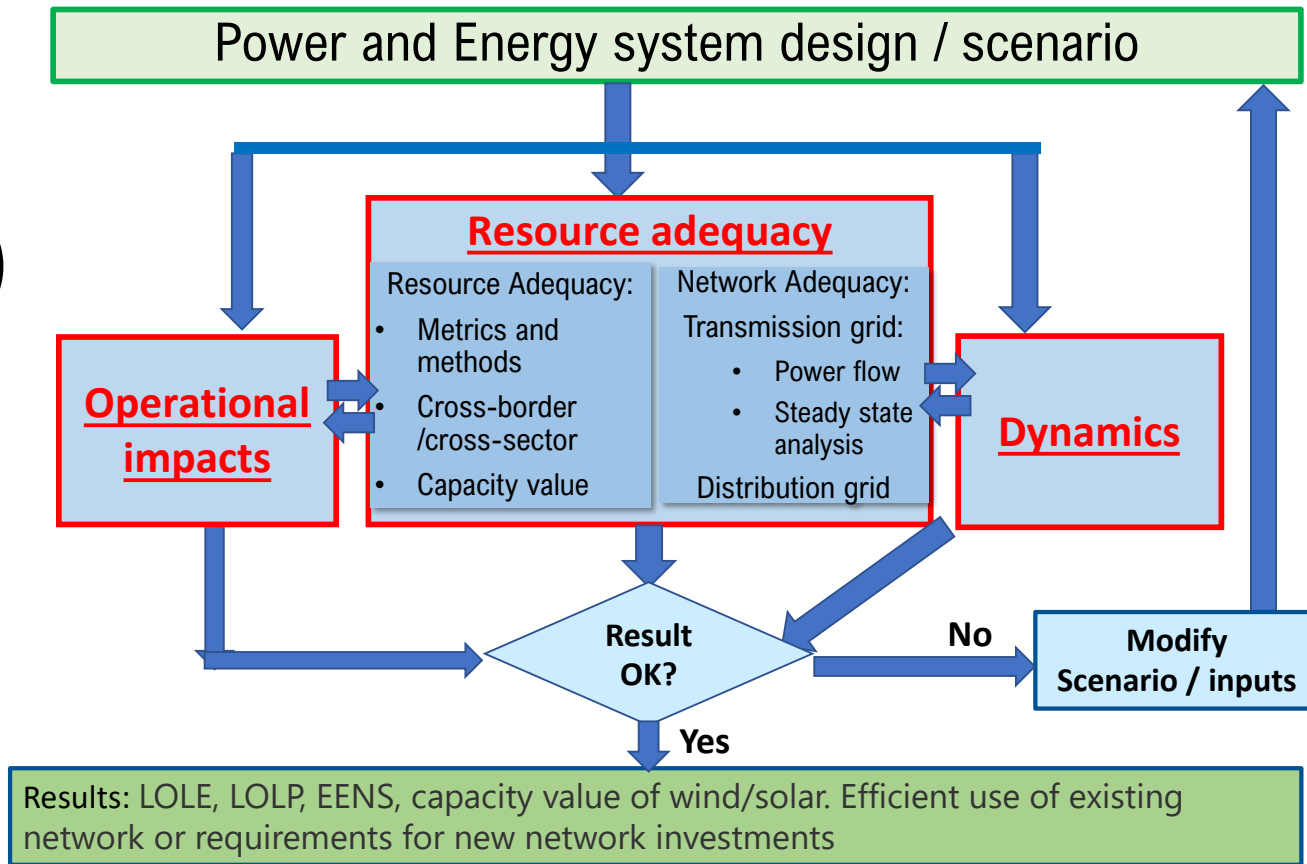 Power and Energy system design / scenario
Resource adequacy
Resource Adequacy:
• Metrics and
methods
• Cross-border
/cross-sector
• Capacity value
Network Adequacy:
Transmission grid:
• Power flow
• Steady state
analysis
Distribution grid
Operational
impacts
Dynamics
)
Result
OK?
No
Modify
Scenario / inputs
Yes
Results: LOLE, LOLP, EENS, capacity value of wind/solar. Efficient use of existing
network or requirements for new network investments